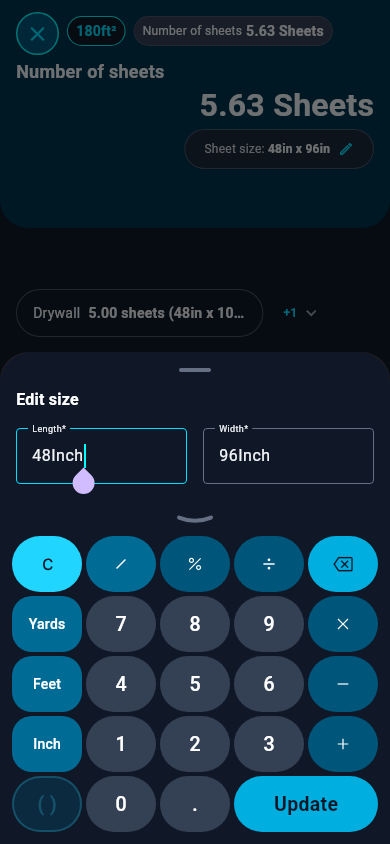 180ft²
Number of sheets 5.63 Sheets
Number of sheets
5.63 Sheets
Sheet size: 48in x 96in
Drywall 5.00 sheets (48in x 10...
+1
Edit size
Length* Width*
48Inch 96Inch
C / % ÷
Yards 7 8 9 ×
Feet 4 5 6 −
Inch 1 2 3 +
( ) 0 . Update